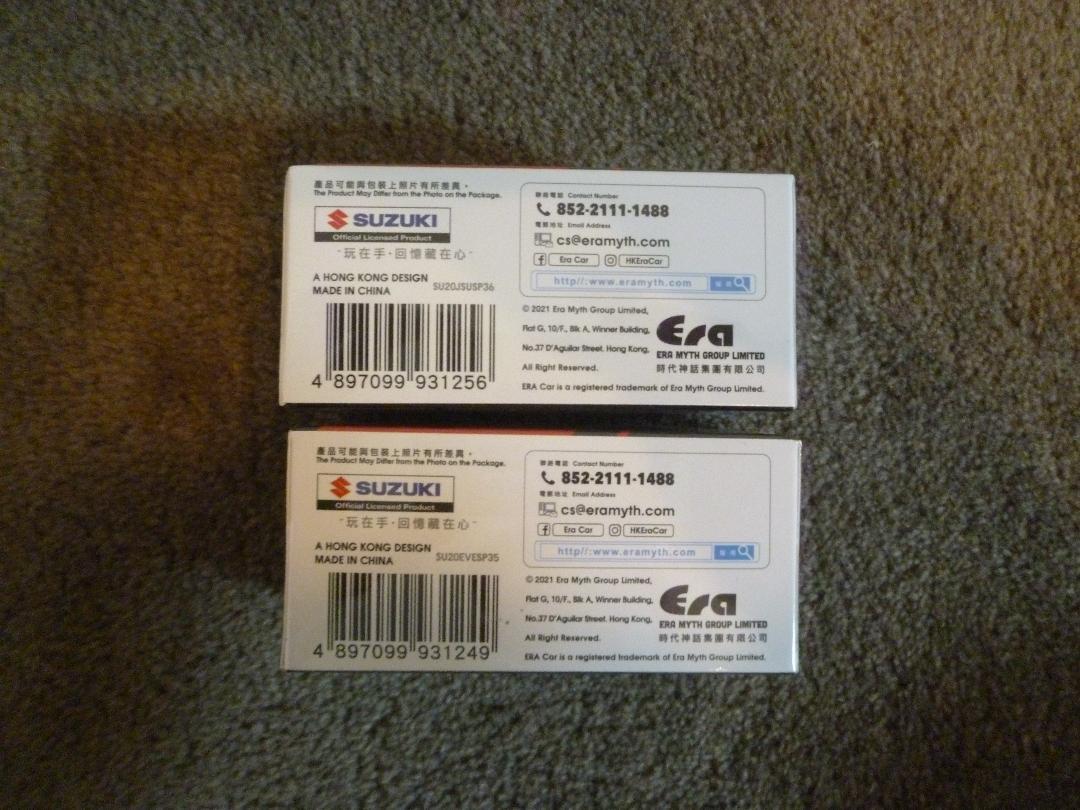 產品可能與包裝上照片有所差異。
The Product May Differ from the Photo on the Package.
SUZUKI
Official Licensed Product
"玩在手·回憶藏在心"
A HONG KONG DESIGN
MADE IN CHINA
SU20JSUSP36
4 897099 931256
聯絡電話 Contact Number
852-2111-1488
電郵地址 Email Address
cs@eramyth.com
Era Car
HKEraCar
http//:www.eramyth.com
搜尋
© 2021 Era Myth Group Limited,
Flat G, 10/F., Blk A, Winner Building,
No.37 D'Aguilar Street. Hong Kong,
All Right Reserved.
Era
ERA MYTH GROUP LIMITED
時代神話集團有限公司
ERA Car is a registered trademark of Era Myth Group Limited.
產品可能與包裝上照片有所差異。
The Product May Differ from the Photo on the Package.
SUZUKI
Official Licensed Product
"玩在手·回憶藏在心"
A HONG KONG DESIGN
MADE IN CHINA
SU20EVESP35
4 897099 931249
聯絡電話 Contact Number
852-2111-1488
電郵地址 Email Address
cs@eramyth.com
Era Car
HKEraCar
http//:www.eramyth.com
搜尋
© 2021 Era Myth Group Limited,
Flat G, 10/F., Blk A, Winner Building,
No.37 D'Aguilar Street. Hong Kong,
All Right Reserved.
Era
ERA MYTH GROUP LIMITED
時代神話集團有限公司
ERA Car is a registered trademark of Era Myth Group Limited.